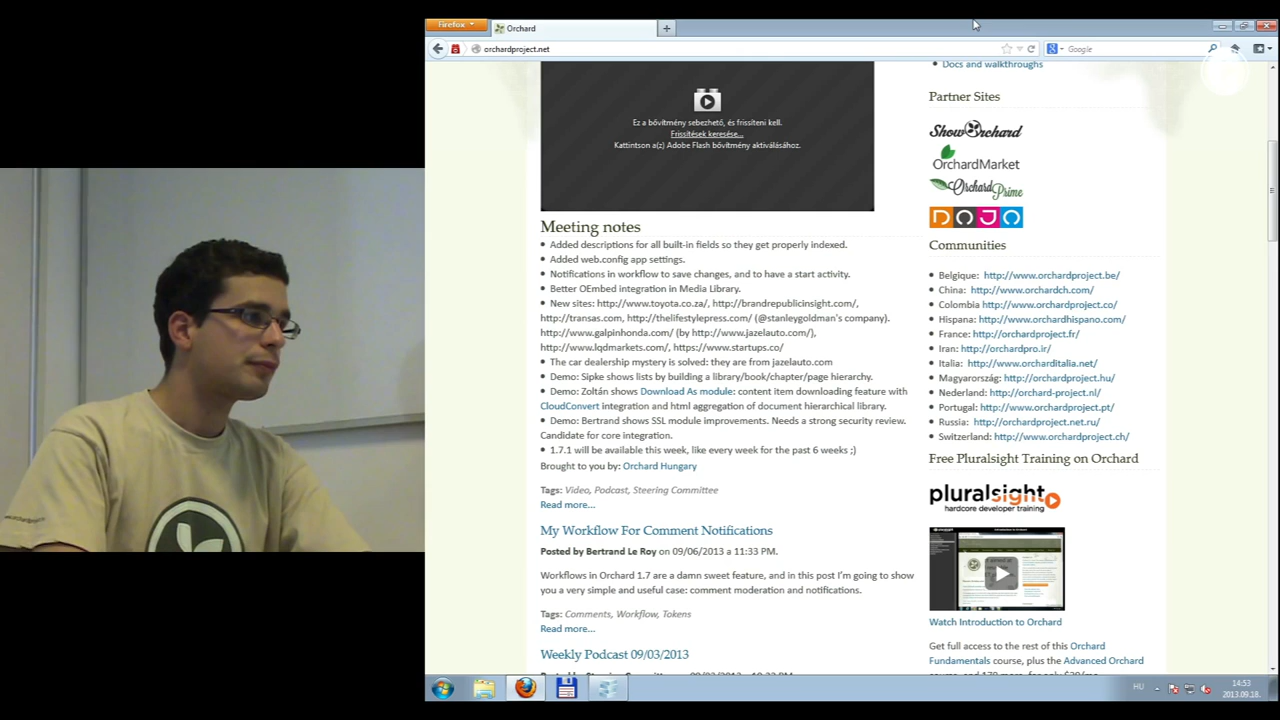 Firefox
Orchard
orchardproject.net
Google
Docs and walkthroughs
Ez a bővítmény sebezhető, és frissíteni kell.
Frissítések keresése...
Kattintson a(z) Adobe Flash bővítmény aktiválásához.
Meeting notes
Added descriptions for all built-in fields so they get properly indexed.
Added web.config app settings.
Notifications in workflow to save changes, and to have a start activity.
Better OEmbed integration in Media Library.
New sites: http://www.toyota.co.za/, http://brandrepublicinsight.com/,
http://transas.com, http://thelifestylepress.com/ (@stanleygoldman's company).
http://www.galpinhonda.com/ (by http://www.jazelauto.com/),
http://www.lqdmarkets.com/, https://www.startups.co/
The car dealership mystery is solved: they are from jazelauto.com
Demo: Sipke shows lists by building a library/book/chapter/page hierarchy.
Demo: Zoltán shows Download As module: content item downloading feature with
CloudConvert integration and html aggregation of document hierarchical library.
Demo: Bertrand shows SSL module improvements. Needs a strong security review.
Candidate for core integration.
1.7.1 will be available this week, like every week for the past 6 weeks ;)
Brought to you by: Orchard Hungary
Tags: Video, Podcast, Steering Committee
Read more...
My Workflow For Comment Notifications
Posted by Bertrand Le Roy on 09/06/2013 a 11:33 PM.
Workflows in Orchard 1.7 are a damn sweet feature, and in this post I'm going to show
you a very simple and useful case: comment moderation and notifications.
Tags: Comments, Workflow, Tokens
Read more...
Weekly Podcast 09/03/2013
Partner Sites
Show Orchard
OrchardMarket
Orchard Prime
DOJO
Communities
Belgique: http://www.orchardproject.be/
China: http://www.orchardch.com/
Colombia http://www.orchardproject.co/
Hispana: http://www.orchardhispano.com/
France: http://orchardproject.fr/
Iran: http://orchardpro.ir/
Italia: http://www.orcharditalia.net/
Magyarország: http://orchardproject.hu/
Nederland: http://orchard-project.nl/
Portugal: http://www.orchardproject.pt/
Russia: http://orchardproject.net.ru/
Switzerland: http://www.orchardproject.ch/
Free Pluralsight Training on Orchard
pluralsight
hardcore developer training
Watch Introduction to Orchard
Get full access to the rest of this Orchard
Fundamentals course, plus the Advanced Orchard
HU
14:53
2013.09.18.